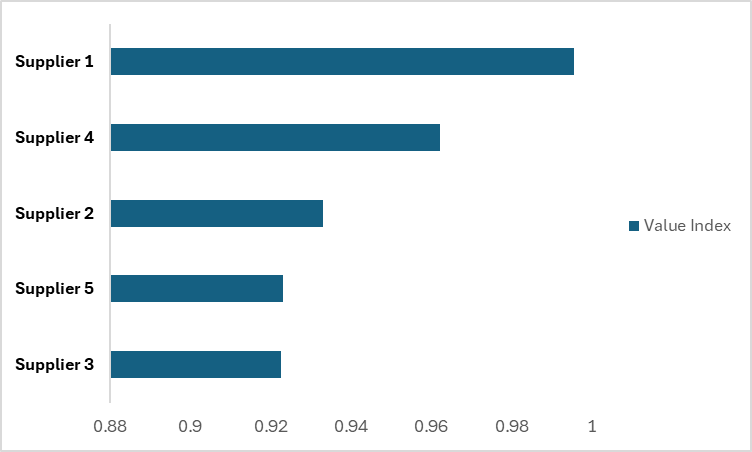 Supplier 1
Supplier 4
Supplier 2
Supplier 5
Supplier 3
Value Index
0.88 0.9 0.92 0.94 0.96 0.98 1